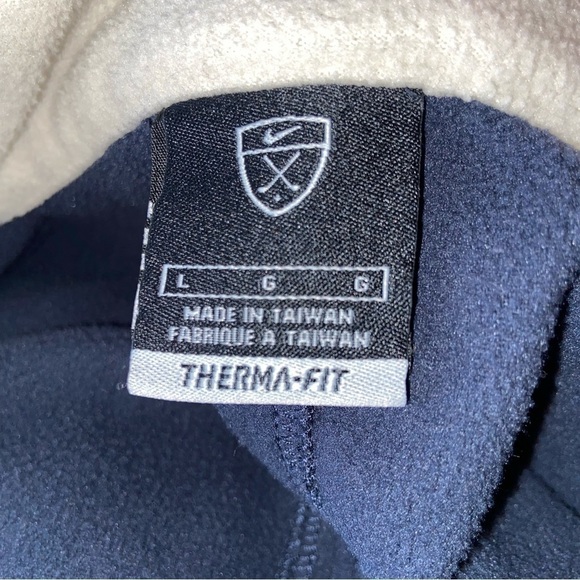 L G G
MADE IN TAIWAN
FABRIQUE A TAIWAN
THERMA-FIT